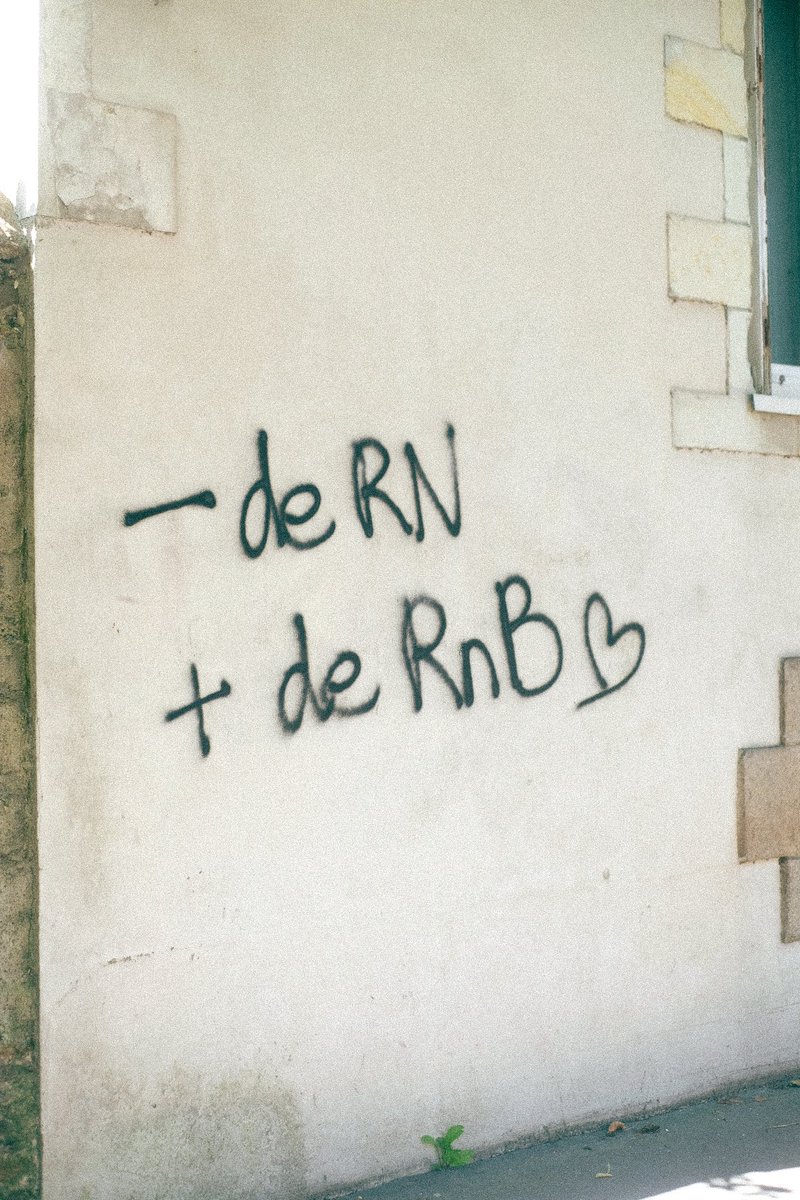 - de RN
+ de RnB ♡